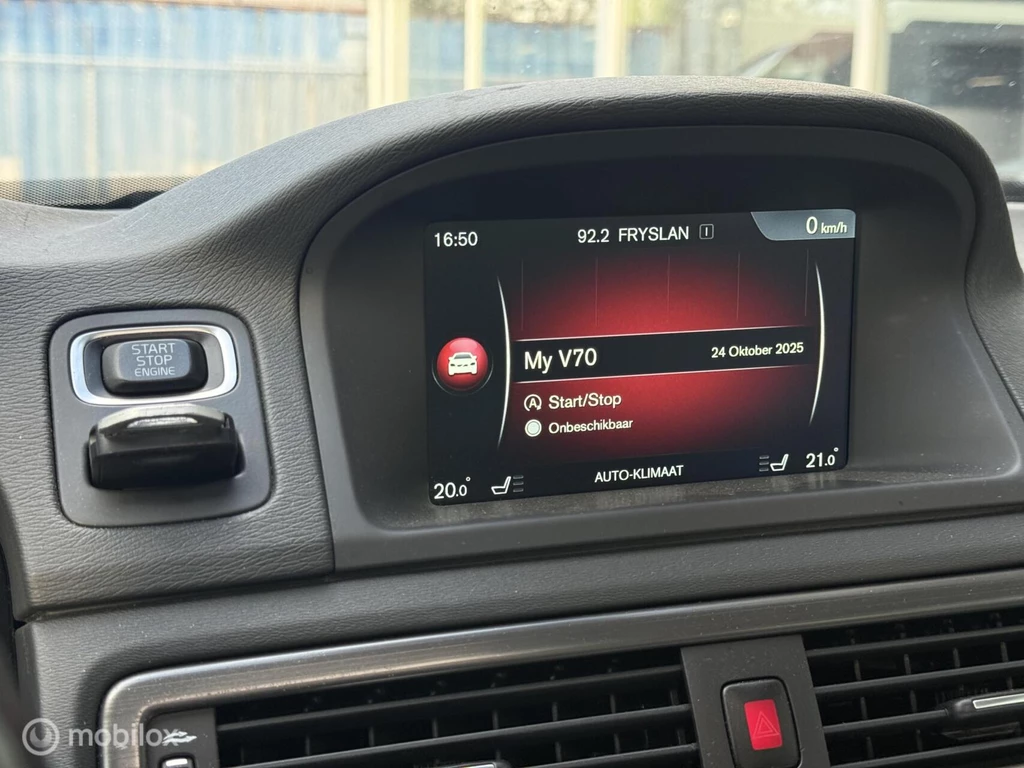 16:50
92.2 FRYSLAN I
0 km/h
START
STOP
ENGINE
My V70
24 Oktober 2025
A Start/Stop
Onbeschikbaar
20.0°
AUTO-KLIMAAT
21.0°
mobilox